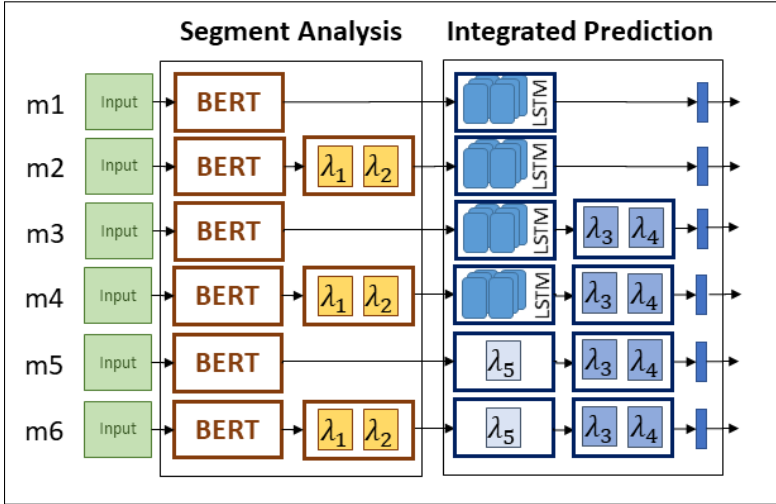 Segment Analysis Integrated Prediction
m1 Input BERT LSTM
m2 Input BERT λ1 λ2 LSTM
m3 Input BERT LSTM λ3 λ4
m4 Input BERT λ1 λ2 LSTM λ3 λ4
m5 Input BERT λ5 λ3 λ4
m6 Input BERT λ1 λ2 λ5 λ3 λ4